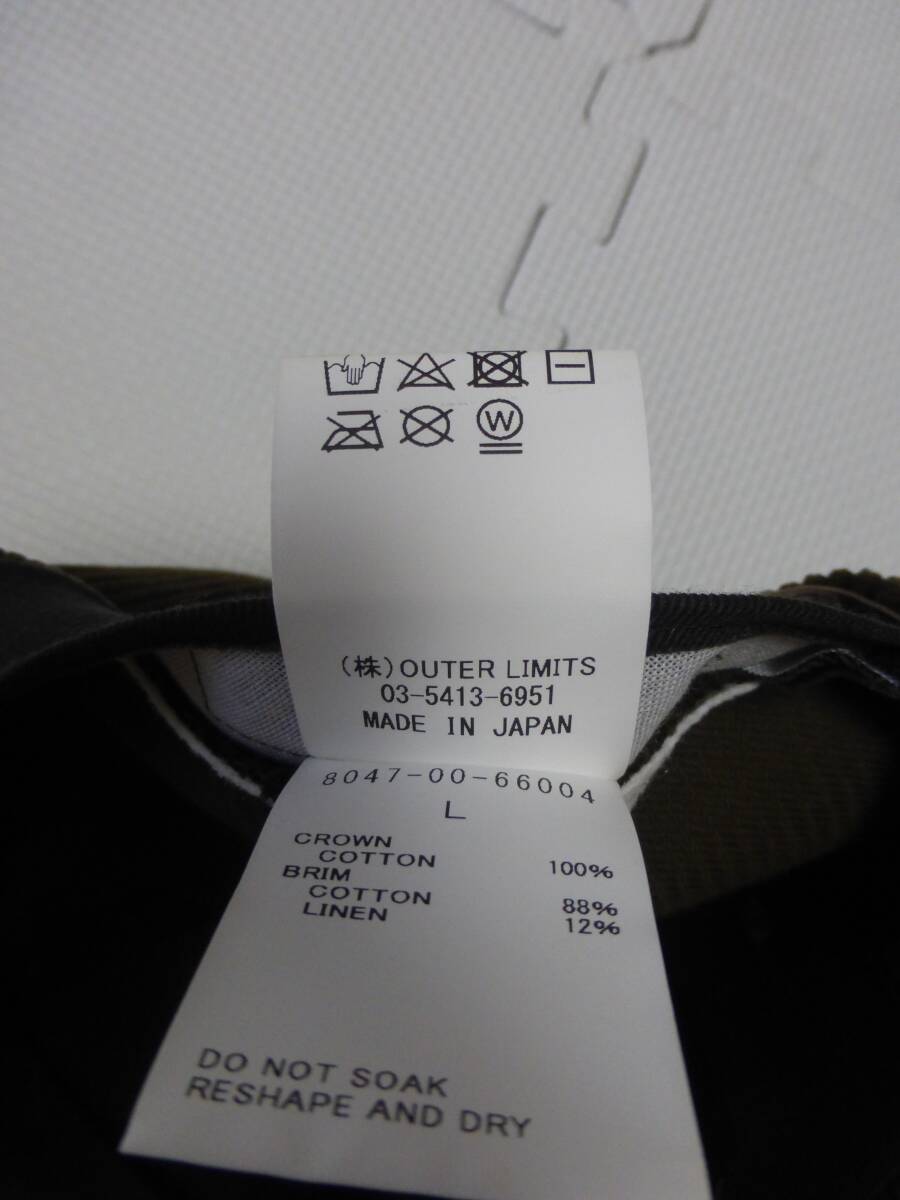 W
(株)OUTER LIMITS
03-5413-6951
MADE IN JAPAN
8047-00-66004
L
CROWN
COTTON 100%
BRIM
COTTON 88%
LINEN 12%
DO NOT SOAK
RESHAPE AND DRY